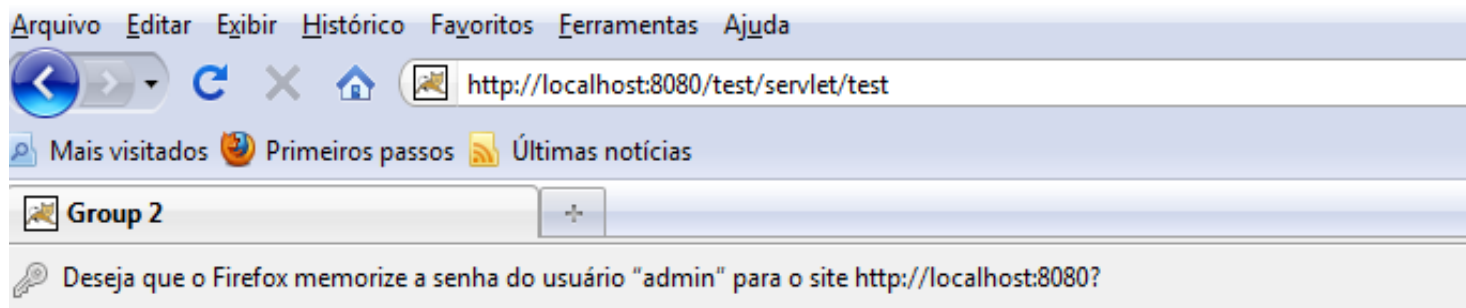 Arquivo Editar Exibir Histórico Favoritos Ferramentas Ajuda
http://localhost:8080/test/servlet/test
Mais visitados Primeiros passos Últimas notícias
Group 2
Deseja que o Firefox memorize a senha do usuário "admin" para o site http://localhost:8080?